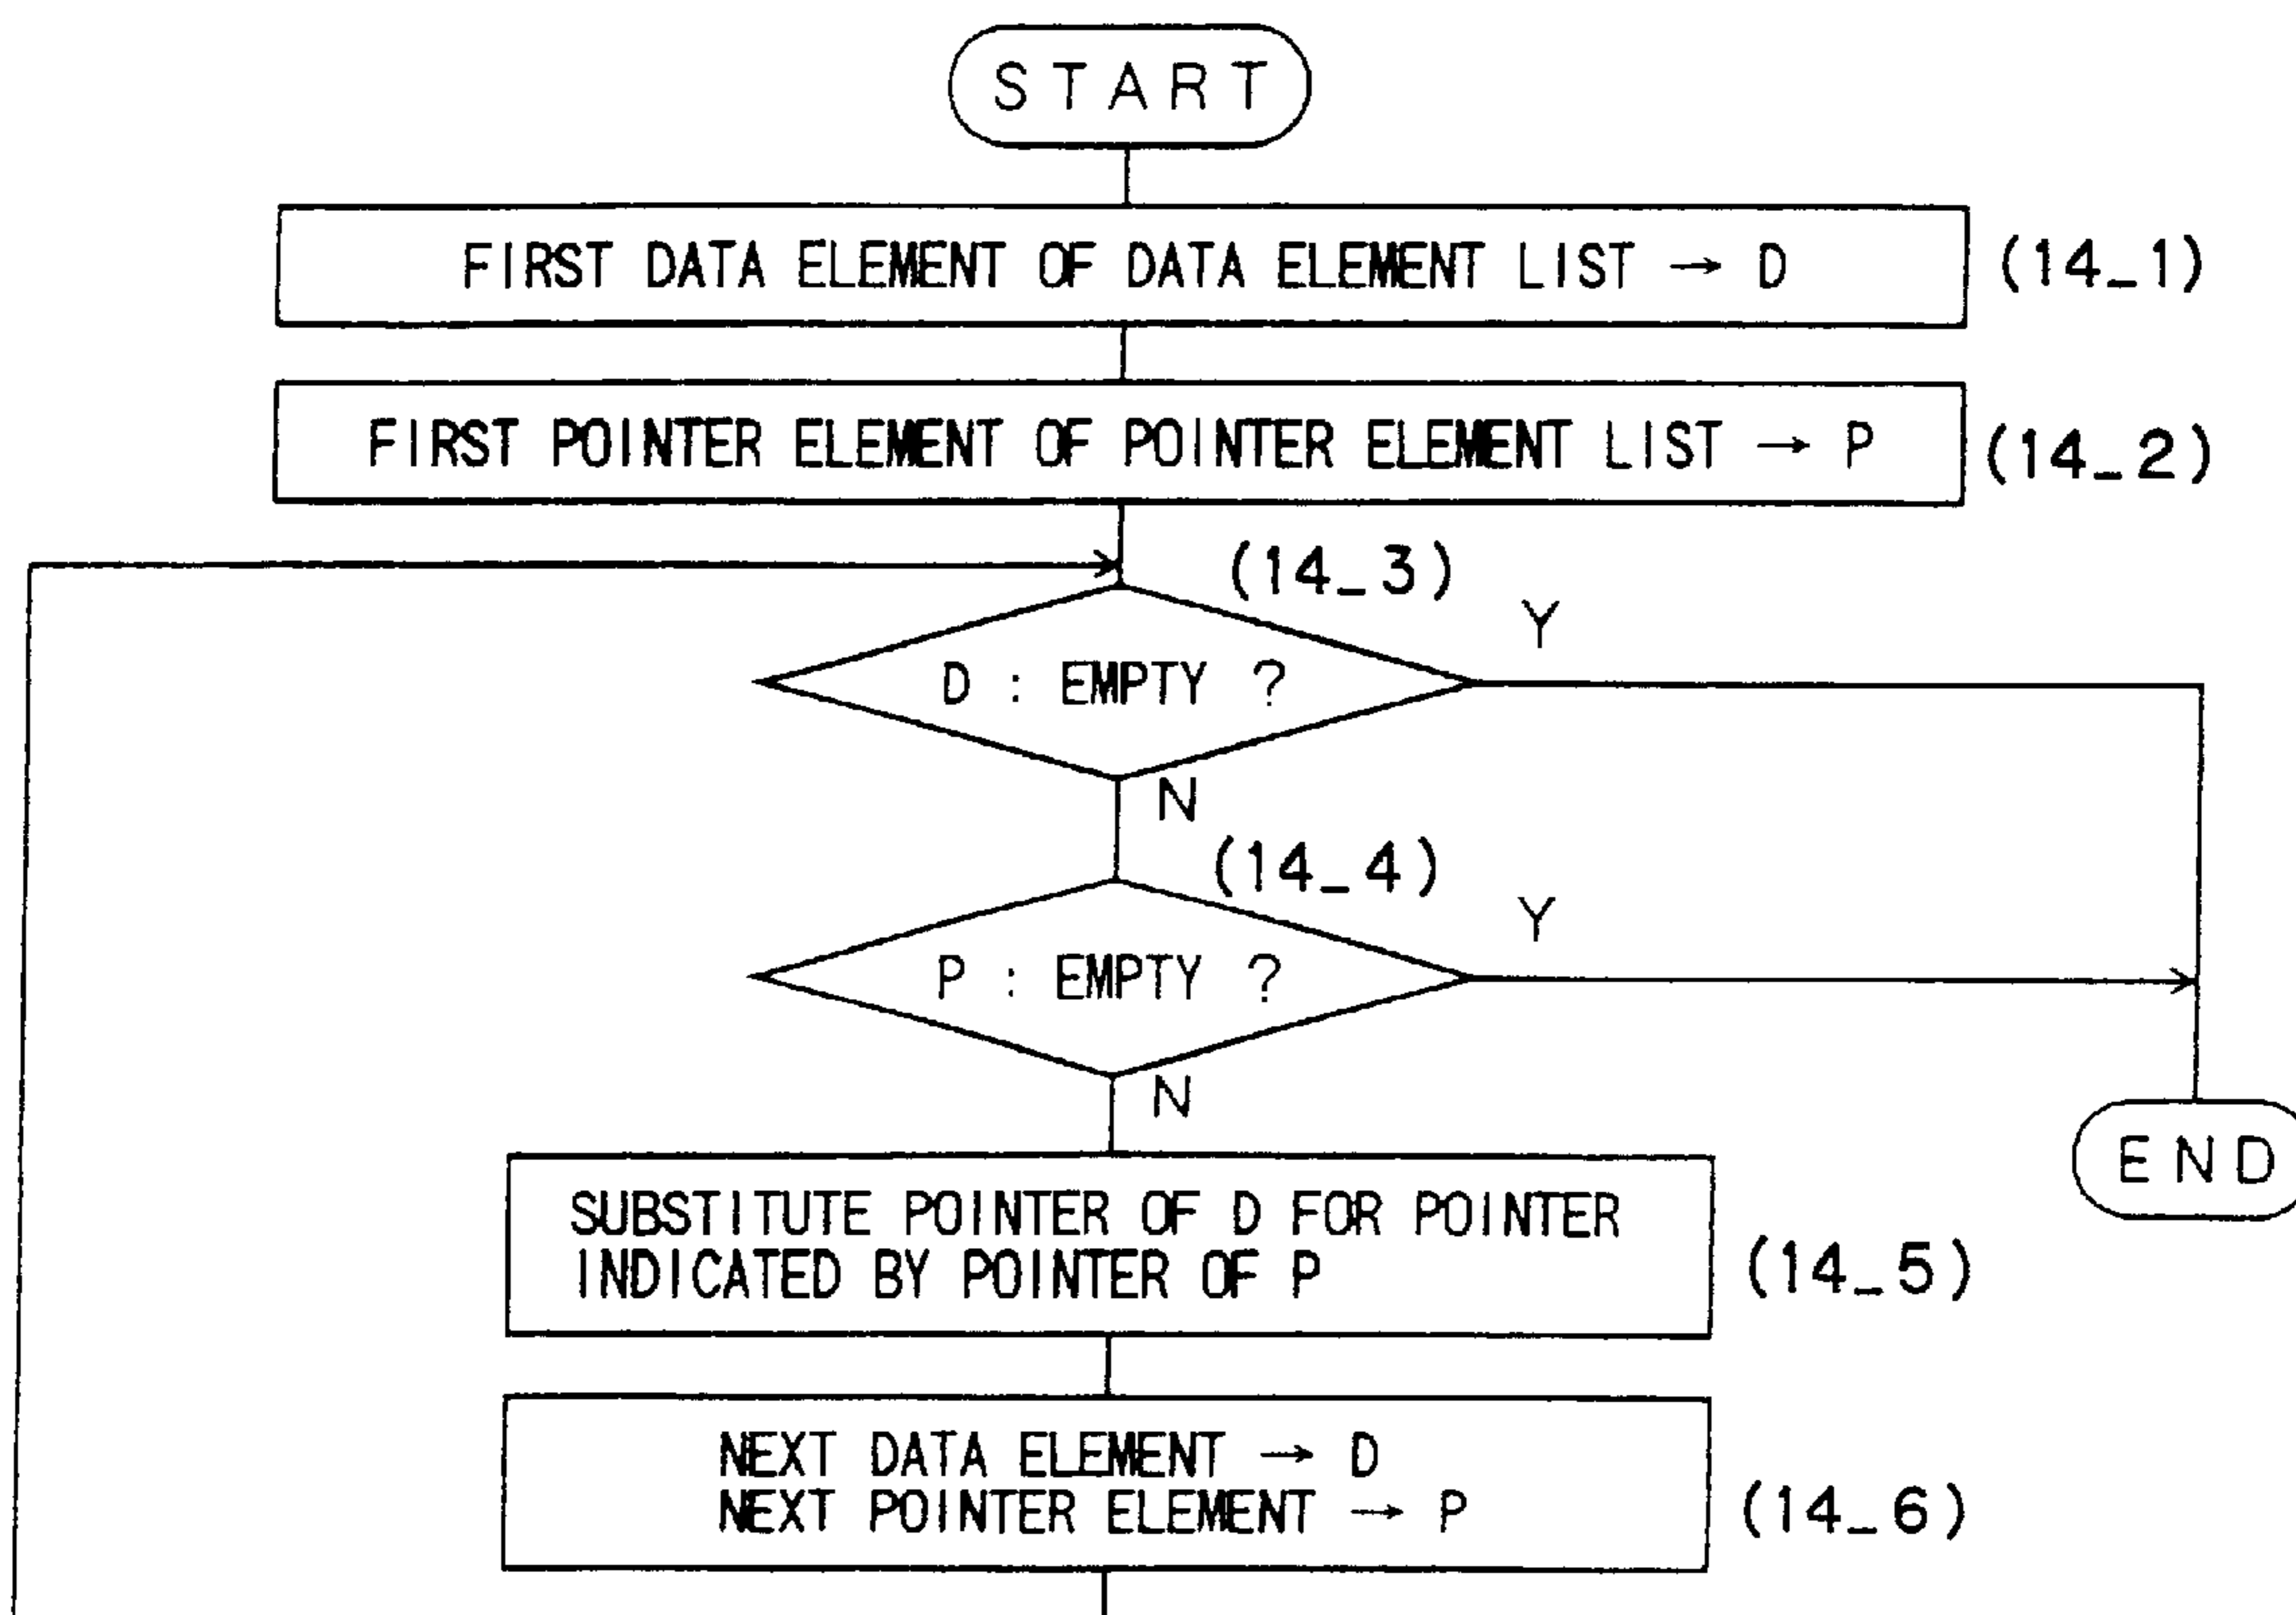 START
FIRST DATA ELEMENT OF DATA ELEMENT LIST → D
(14_1)
FIRST POINTER ELEMENT OF POINTER ELEMENT LIST → P
(14_2)
(14_3)
D : EMPTY ?
Y
N
(14_4)
P : EMPTY ?
Y
N
END
SUBSTITUTE POINTER OF D FOR POINTER
INDICATED BY POINTER OF P
(14_5)
NEXT DATA ELEMENT → D
NEXT POINTER ELEMENT → P
(14_6)